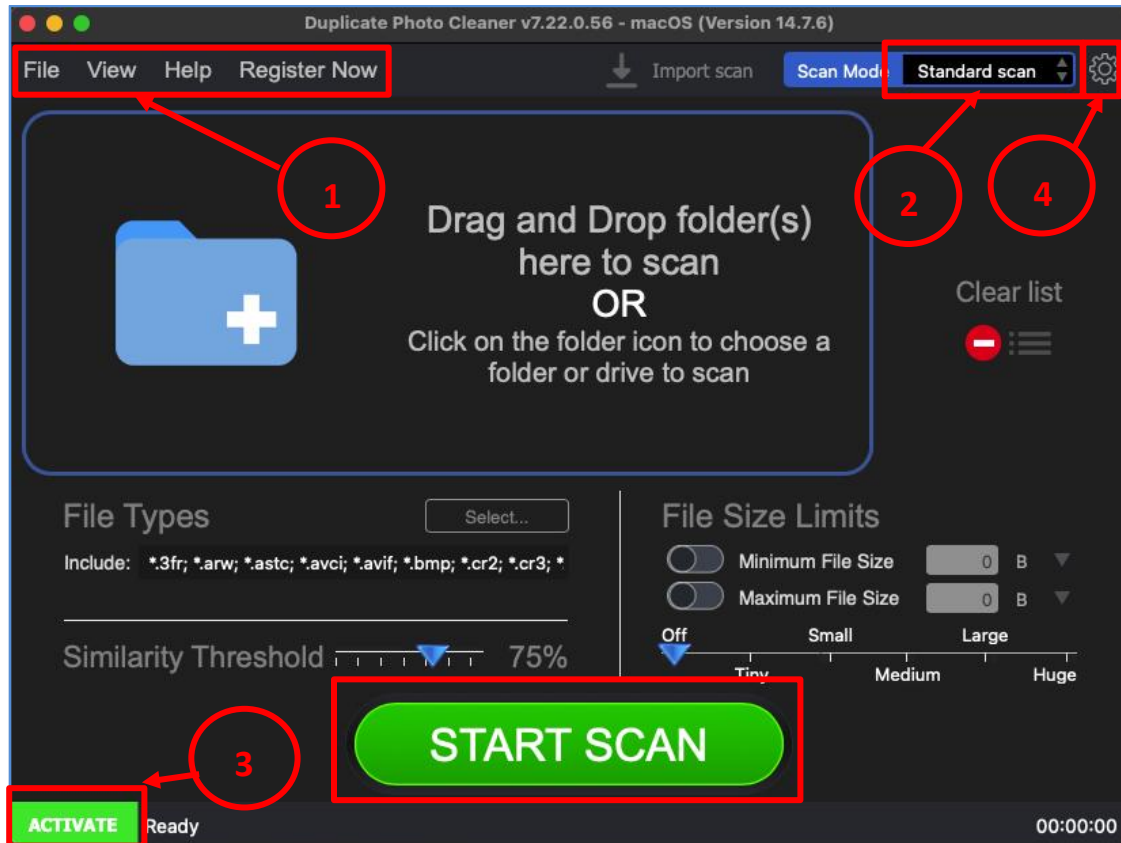 Duplicate Photo Cleaner v7.22.0.56 - macOS (Version 14.7.6)
File View Help Register Now Import scan Scan Mode Standard scan
1
2
4
Drag and Drop folder(s)
here to scan
OR
Click on the folder icon to choose a
folder or drive to scan
Clear list
File Types Select...
Include: *.3fr; *.arw; *.astc; *.avci; *.avif; *.bmp; *.cr2; *.cr3; *.
Similarity Threshold 75%
File Size Limits
Minimum File Size 0 B
Maximum File Size 0 B
Off Small Large
Tiny Medium Huge
START SCAN
3
ACTIVATE Ready 00:00:00